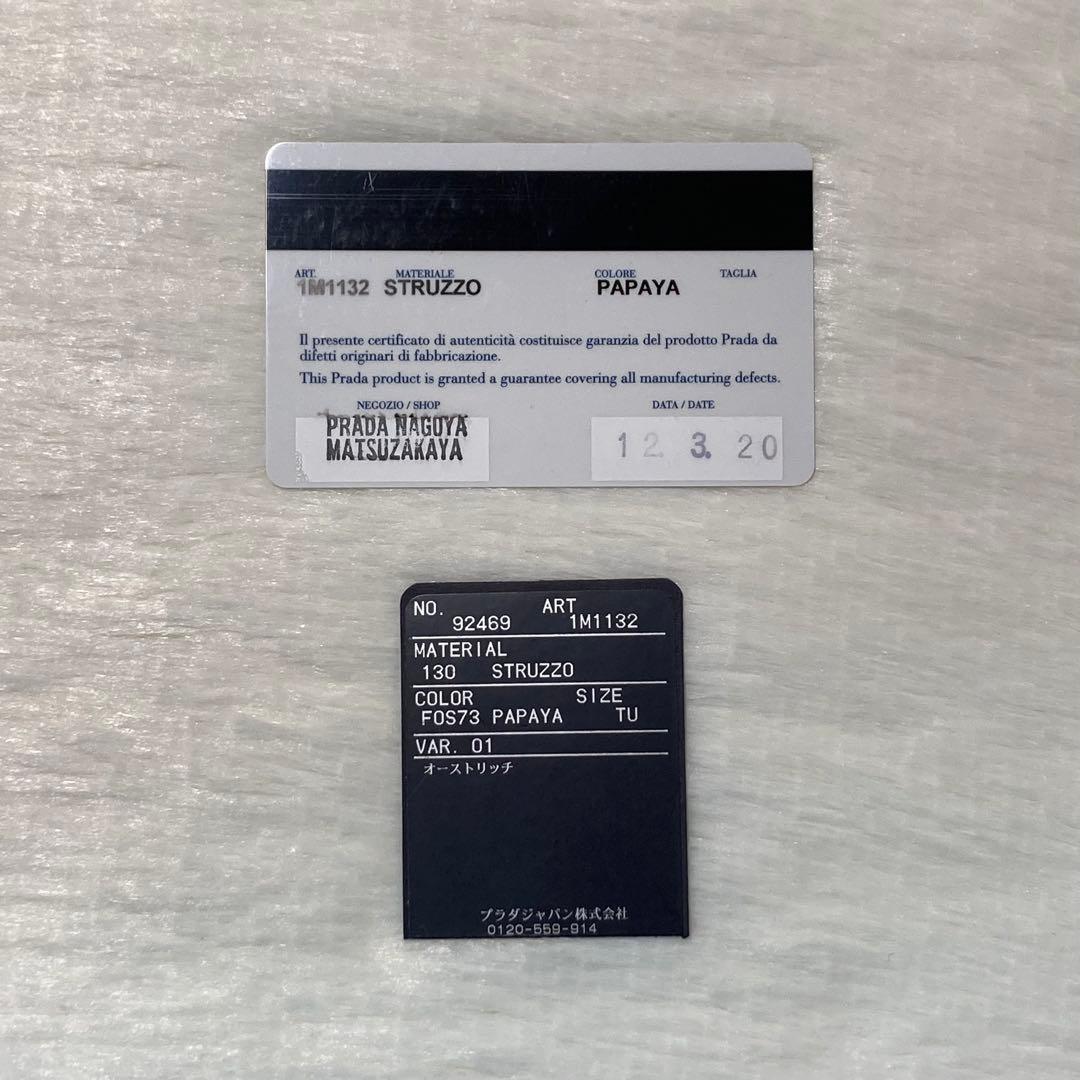 ART. MATERIALE COLORE TAGLIA
1M1132 STRUZZO PAPAYA
Il presente certificato di autenticità costituisce garanzia del prodotto Prada da
difetti originari di fabbricazione.
This Prada product is granted a guarantee covering all manufacturing defects.
NEGOZIO / SHOP DATA / DATE
PRADA NAGOYA
MATSUZAKAYA
12. 3. 20
NO. ART
92469 1M1132
MATERIAL
130 STRUZZO
COLOR SIZE
F0S73 PAPAYA TU
VAR. 01
オーストリッチ
プラダジャパン株式会社
0120-559-914